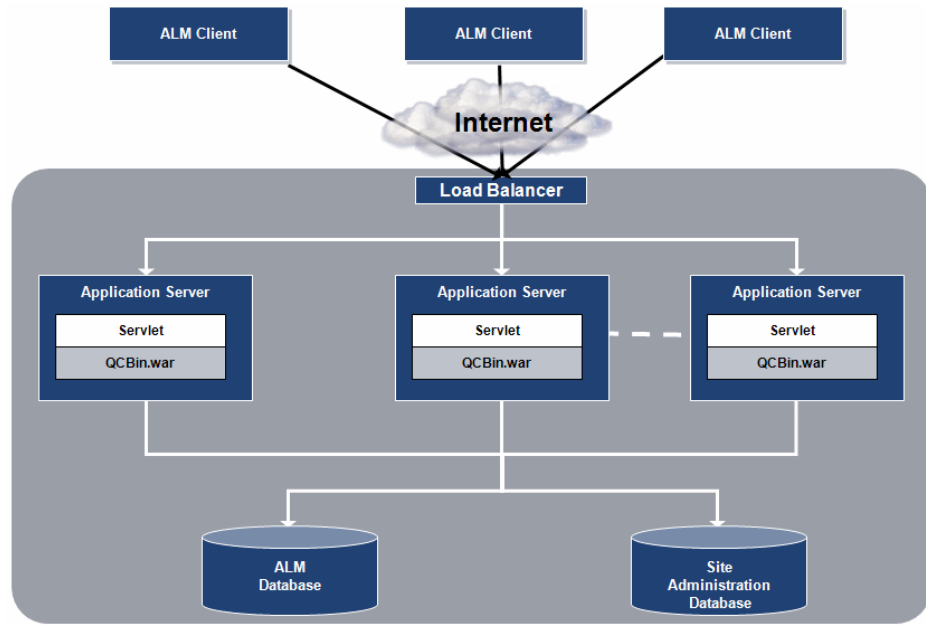 ALM Client
ALM Client
ALM Client
Internet
Load Balancer
Application Server
Servlet
QCBin.war
Application Server
Servlet
QCBin.war
Application Server
Servlet
QCBin.war
ALM
Database
Site
Administration
Database